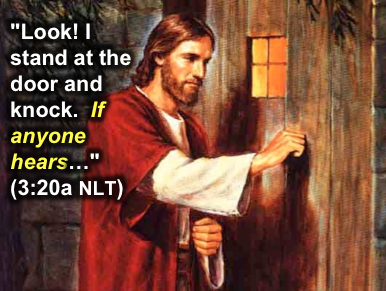 "Look! I
stand at the
door and
knock.  If
anyone
hears…"
(3:20a NLT)